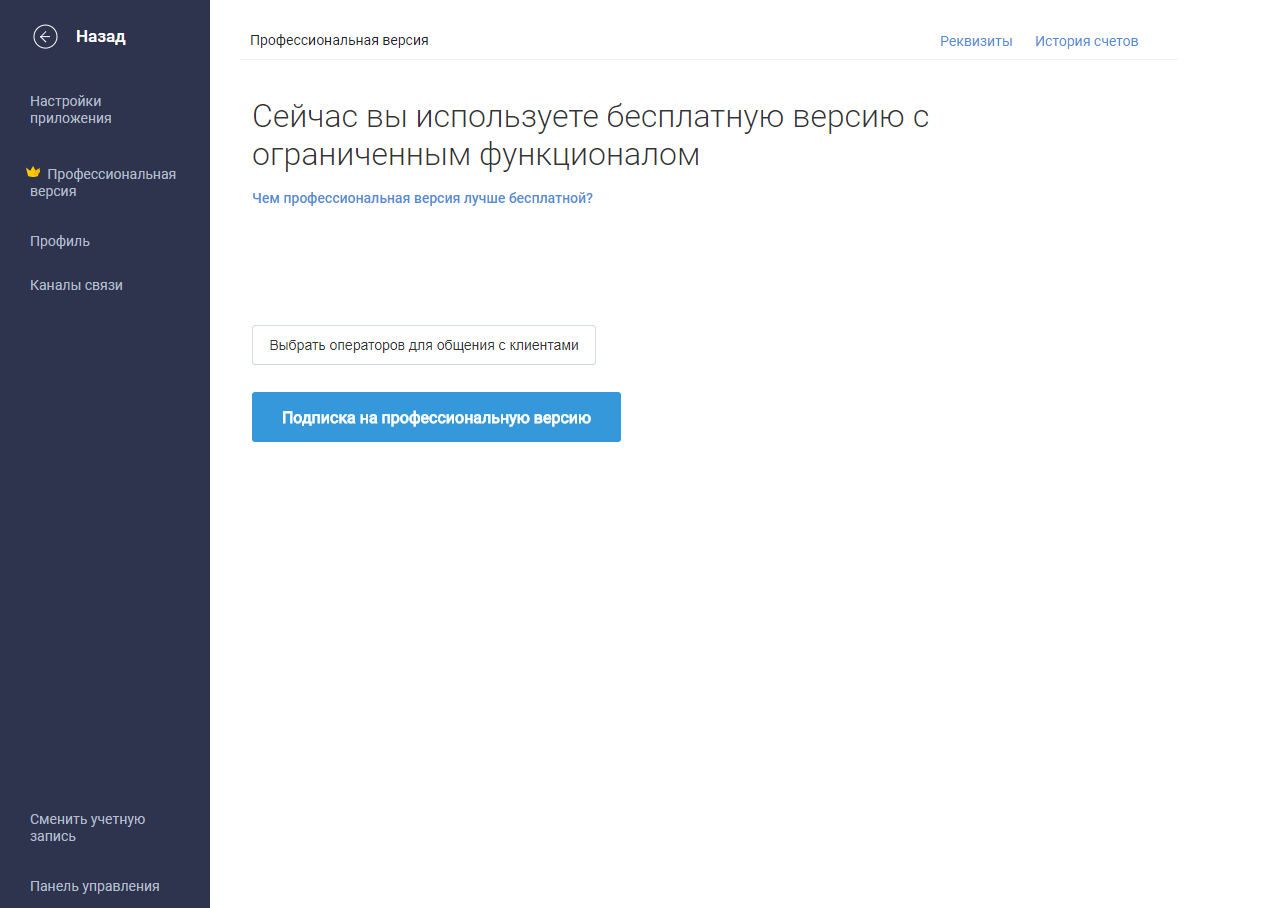 Назад
Настройки
приложения
Профессиональная
версия
Профиль
Каналы связи
Сменить учетную
запись
Панель управления
Профессиональная версия
Реквизиты
История счетов
Сейчас вы используете бесплатную версию с
ограниченным функционалом
Чем профессиональная версия лучше бесплатной?
Выбрать операторов для общения с клиентами
Подписка на профессиональную версию